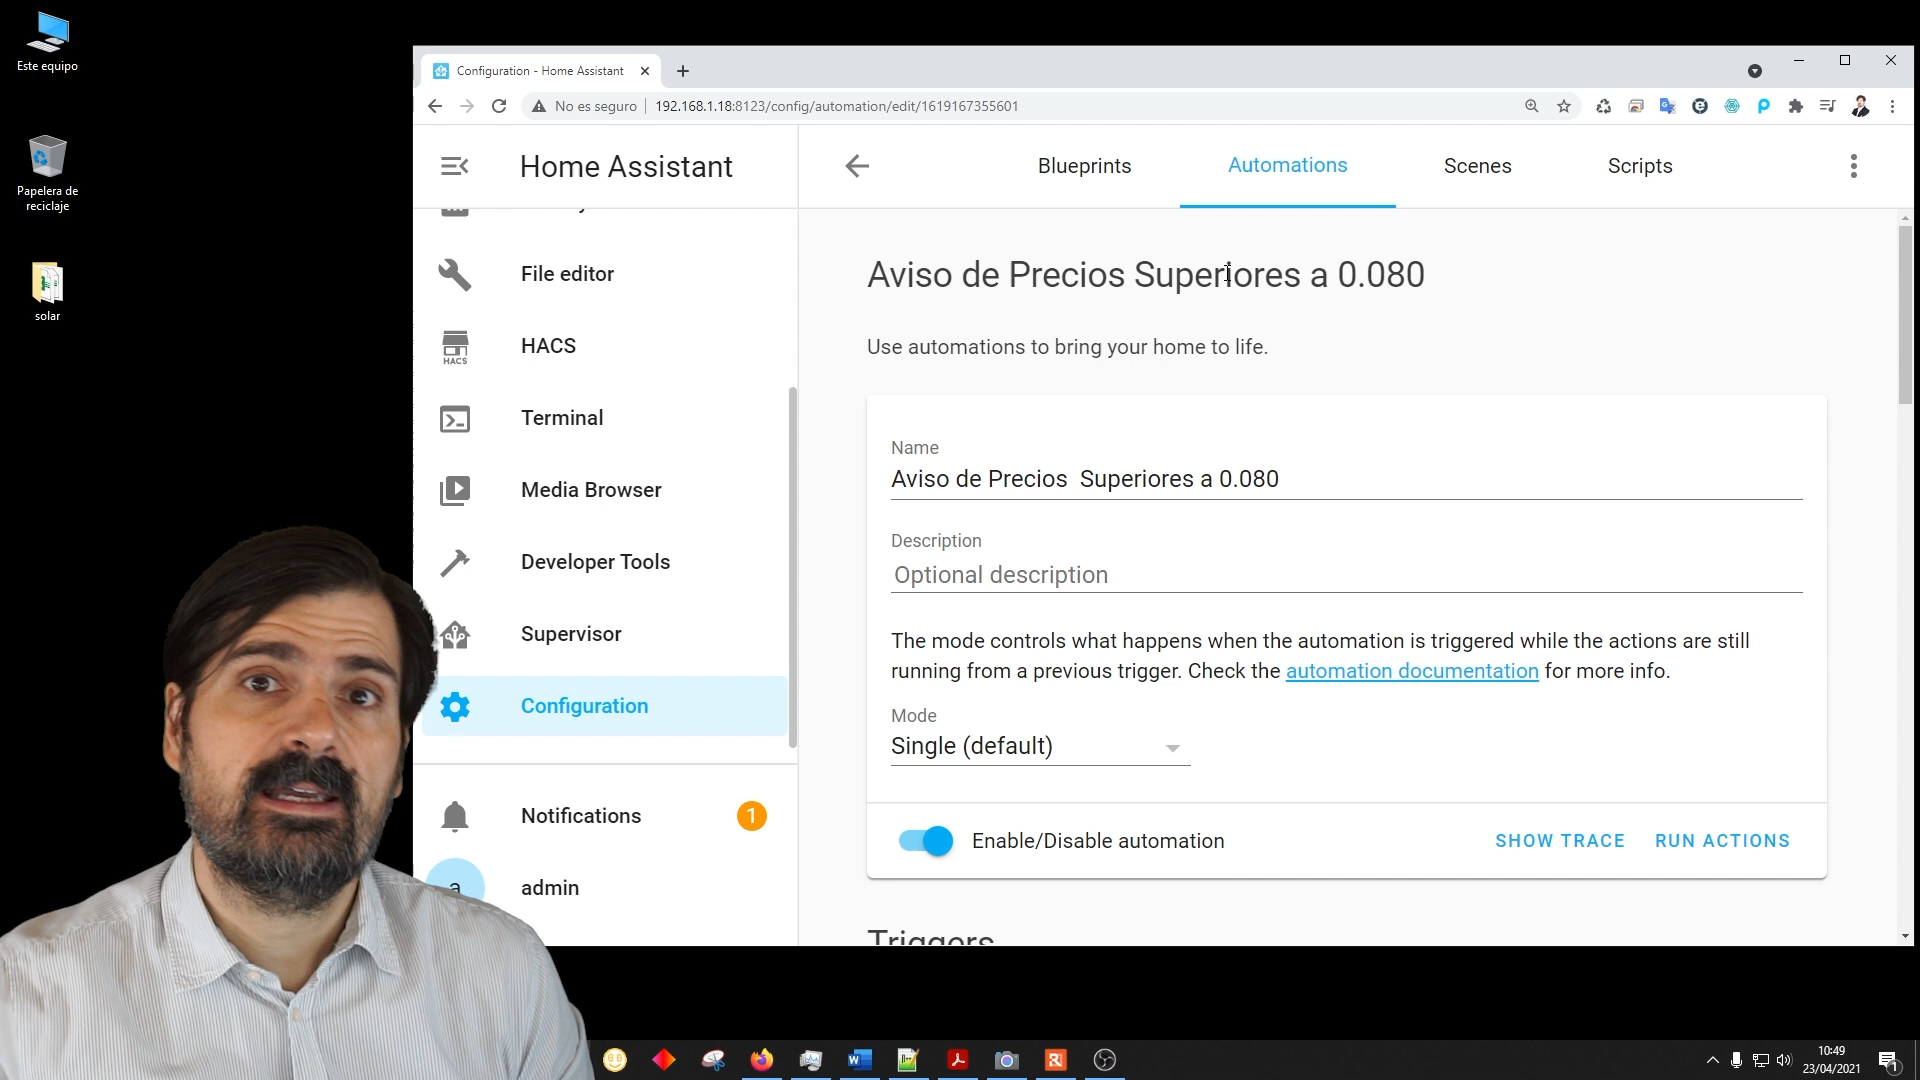 Este equipo
Papelera de
reciclaje
solar
Configuration - Home Assistant
No es seguro
192.168.1.18:8123/config/automation/edit/1619167355601
Home Assistant
Blueprints
Automations
Scenes
Scripts
File editor
HACS
HACS
Terminal
Media Browser
Developer Tools
Supervisor
Configuration
Notifications
1
a
admin
Aviso de Precios Superiores a 0.080
Use automations to bring your home to life.
Name
Aviso de Precios  Superiores a 0.080
Description
Optional description
The mode controls what happens when the automation is triggered while the actions are still
running from a previous trigger. Check the automation documentation for more info.
Mode
Single (default)
Enable/Disable automation
SHOW TRACE
RUN ACTIONS
Triggers
10:49
23/04/2021
1